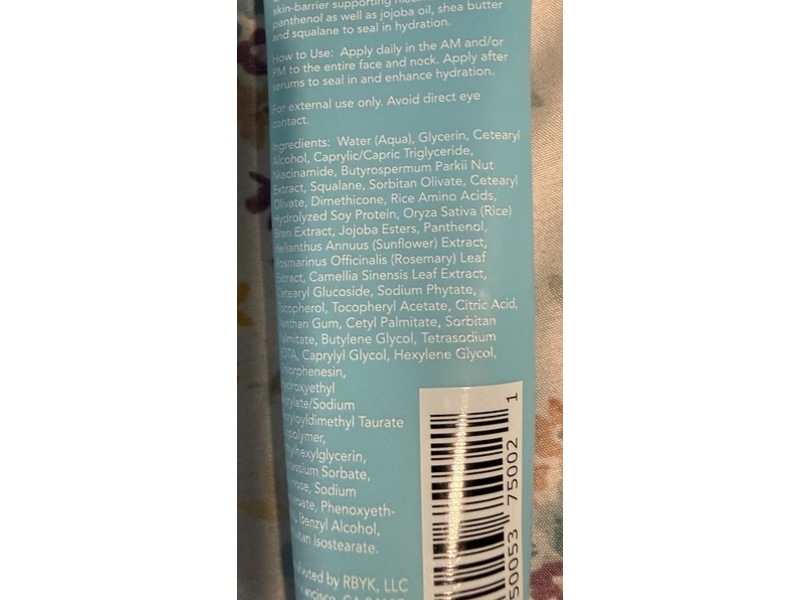 skin-barrier supporting
panthenol as well as jojoba oil, shea butter
and squalane to seal in hydration.
How to Use: Apply daily in the AM and/or
PM to the entire face and neck. Apply after
serums to seal in and enhance hydration.
For external use only. Avoid direct eye
contact.
Ingredients: Water (Aqua), Glycerin, Cetearyl
Alcohol, Caprylic/Capric Triglyceride,
Niacinamide, Butyrospermum Parkii Nut
Extract, Squalane, Sorbitan Olivate, Cetearyl
Olivate, Dimethicone, Rice Amino Acids,
Hydrolyzed Soy Protein, Oryza Sativa (Rice)
Bran Extract, Jojoba Esters, Panthenol,
Helianthus Annuus (Sunflower) Extract,
Rosmarinus Officinalis (Rosemary) Leaf
Extract, Camellia Sinensis Leaf Extract,
Cetearyl Glucoside, Sodium Phytate,
Tocopherol, Tocopheryl Acetate, Citric Acid,
Xanthan Gum, Cetyl Palmitate, Sorbitan
Palmitate, Butylene Glycol, Tetrasodium
EDTA, Caprylyl Glycol, Hexylene Glycol,
Chlorphenesin,
Hydroxyethyl
Acrylate/Sodium
Acryloyldimethyl Taurate
Copolymer,
Sorbate,
Sodium
Phenoxyeth-
Benzyl Alcohol,
Isostearate.
by RBYK, LLC
50053 75002 1